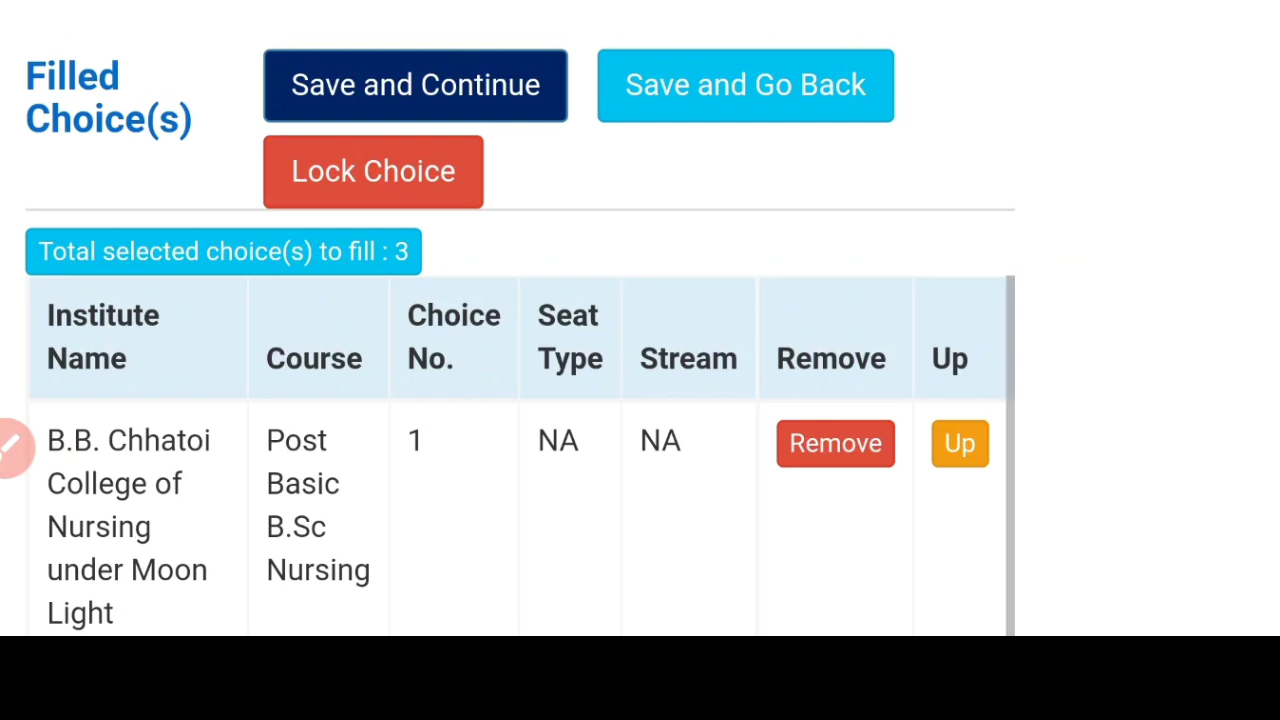 Filled
Choice(s)
Save and Continue
Save and Go Back
Lock Choice
Total selected choice(s) to fill : 3
Institute
Name
Course
Choice
No.
Seat
Type
Stream
Remove
Up
B.B. Chhatoi
College of
Nursing
under Moon
Light
Post
Basic
B.Sc
Nursing
1
NA
NA
Remove
Up